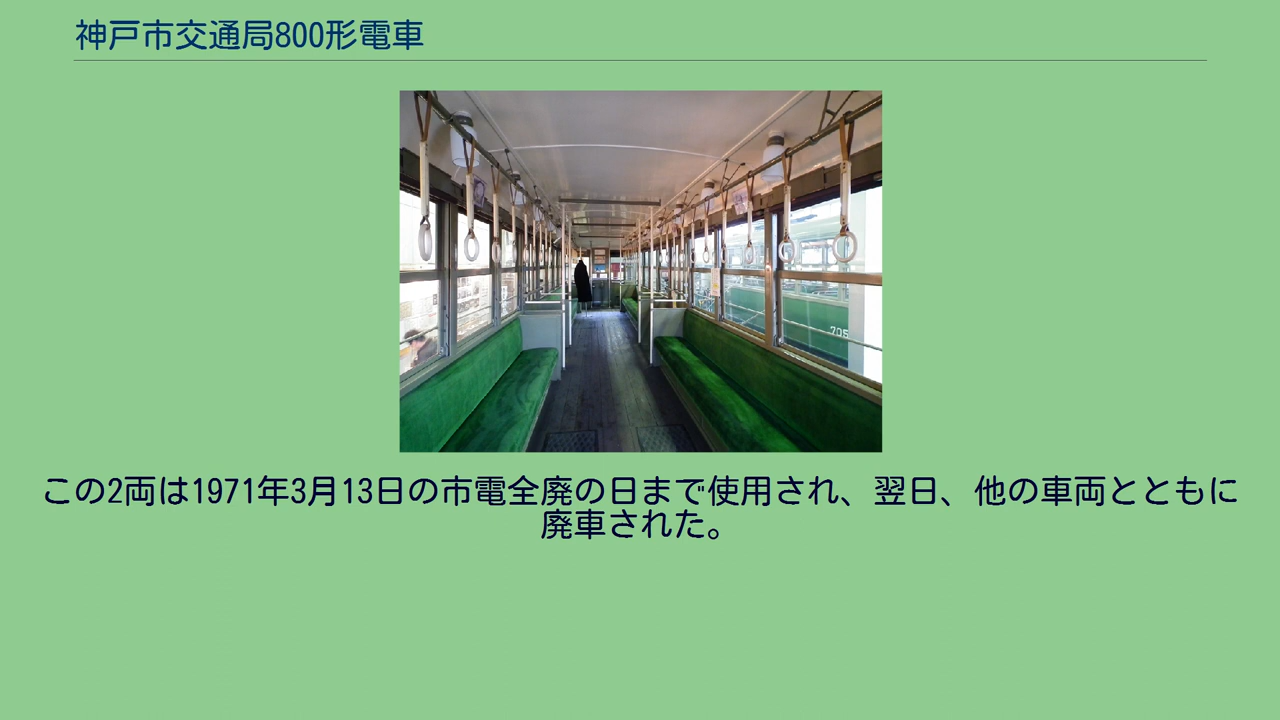 神戸市交通局800形電車
705
この2両は1971年3月13日の市電全廃の日まで使用され、翌日、他の車両とともに
廃車された。